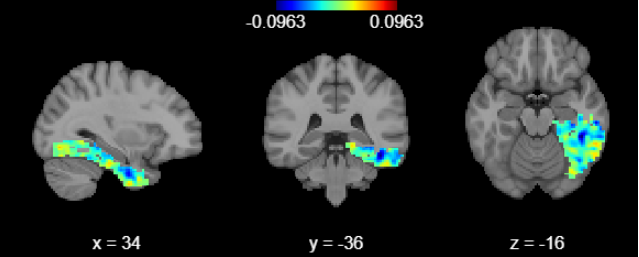 -0.0963 0.0963
x = 34 y = -36 z = -16